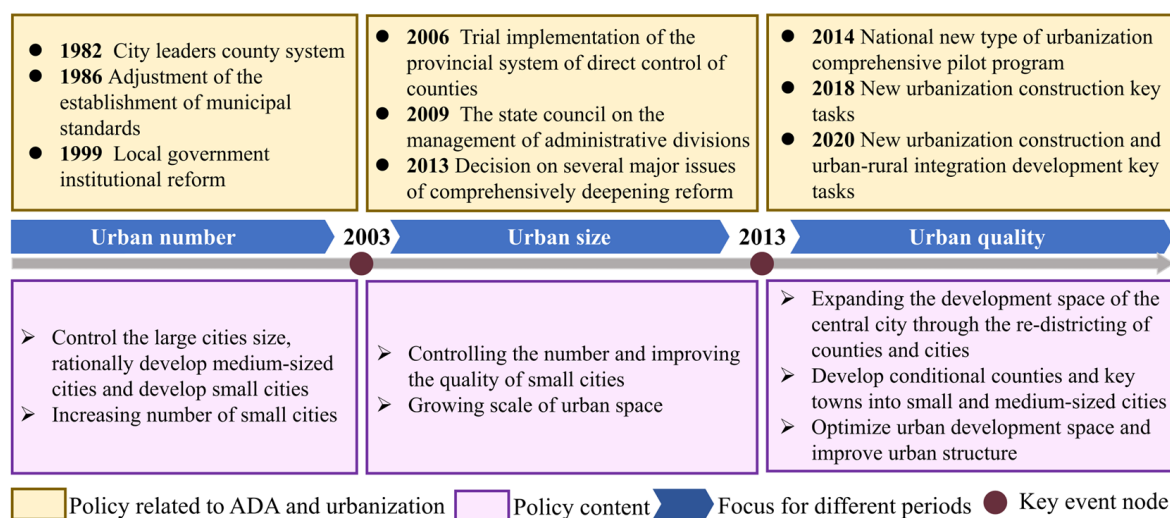 1982 City leaders county system
1986 Adjustment of the
establishment of municipal
standards
1999 Local government
institutional reform
2006 Trial implementation of the
provincial system of direct control of
counties
2009 The state council on the
management of administrative divisions
2013 Decision on several major issues
of comprehensively deepening reform
2014 National new type of urbanization
comprehensive pilot program
2018 New urbanization construction key
tasks
2020 New urbanization construction and
urban-rural integration development key
tasks
Urban number
2003
Urban size
2013
Urban quality
Control the large cities size,
rationally develop medium-sized
cities and develop small cities
Increasing number of small cities
Controlling the number and improving
the quality of small cities
Growing scale of urban space
Expanding the development space of the
central city through the re-districting of
counties and cities
Develop conditional counties and key
towns into small and medium-sized cities
Optimize urban development space and
improve urban structure
Policy related to ADA and urbanization
Policy content
Focus for different periods
Key event node